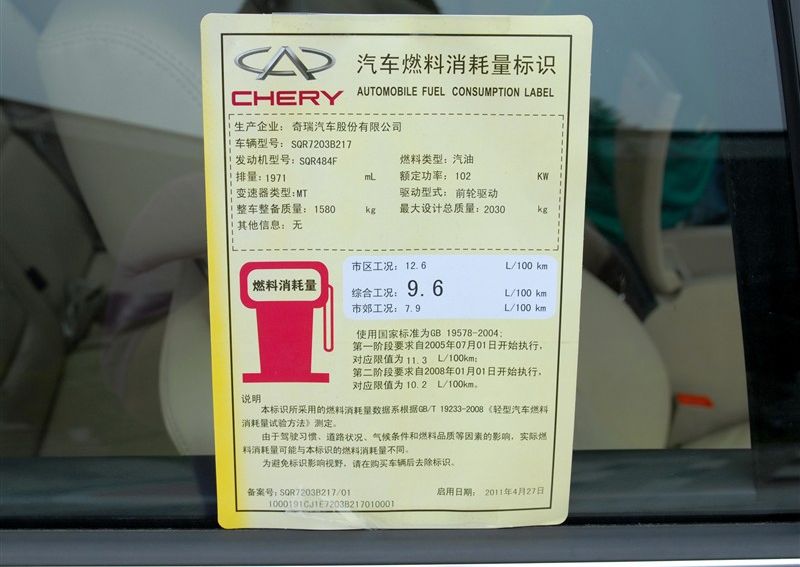 CHERY
汽车燃料消耗量标识
AUTOMOBILE FUEL CONSUMPTION LABEL
生产企业: 奇瑞汽车股份有限公司
车辆型号: SQR7203B217
发动机型号: SQR484F 燃料类型: 汽油
排量: 1971 mL 额定功率: 102 KW
变速器类型: MT 驱动型式: 前轮驱动
整车整备质量: 1580 kg 最大设计总质量: 2030 kg
其他信息: 无
燃料消耗量
市区工况: 12.6 L/100 km
综合工况: 9.6 L/100 km
市郊工况: 7.9 L/100 km
使用国家标准为GB 19578-2004:
第一阶段要求自2005年07月01日开始执行,
对应限值为 11.3 L/100km;
第二阶段要求自2008年01月01日开始执行,
对应限值为 10.2 L/100km。
说明
本标识所采用的燃料消耗量数据系根据GB/T 19233-2008《轻型汽车燃料
消耗量试验方法》测定。
由于驾驶习惯、道路状况、气候条件和燃料品质等因素的影响, 实际燃
料消耗量可能与本标识的燃料消耗量不同。
为避免标识影响视野, 请在购买车辆后去除标识。
备案号: SQR7203B217/01 启用日期: 2011年4月27日
1000191CJ1E7203B217010001